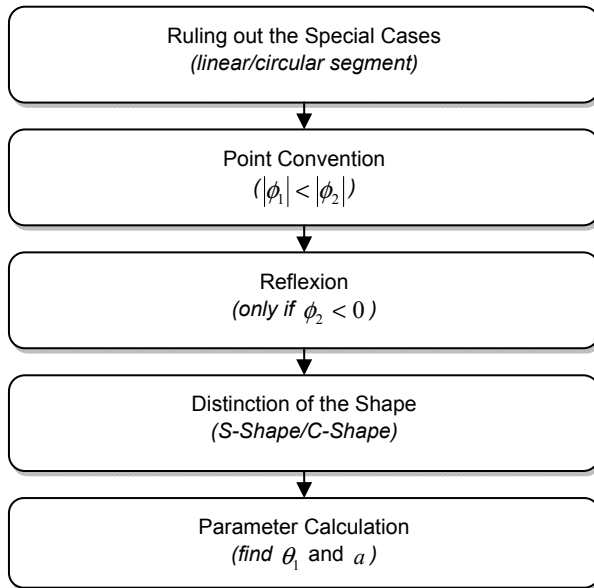 Ruling out the Special Cases
(linear/circular segment)
Point Convention
(|ϕ₁| < |ϕ₂|)
Reflexion
(only if ϕ₂ < 0 )
Distinction of the Shape
(S-Shape/C-Shape)
Parameter Calculation
(find θ₁ and a )